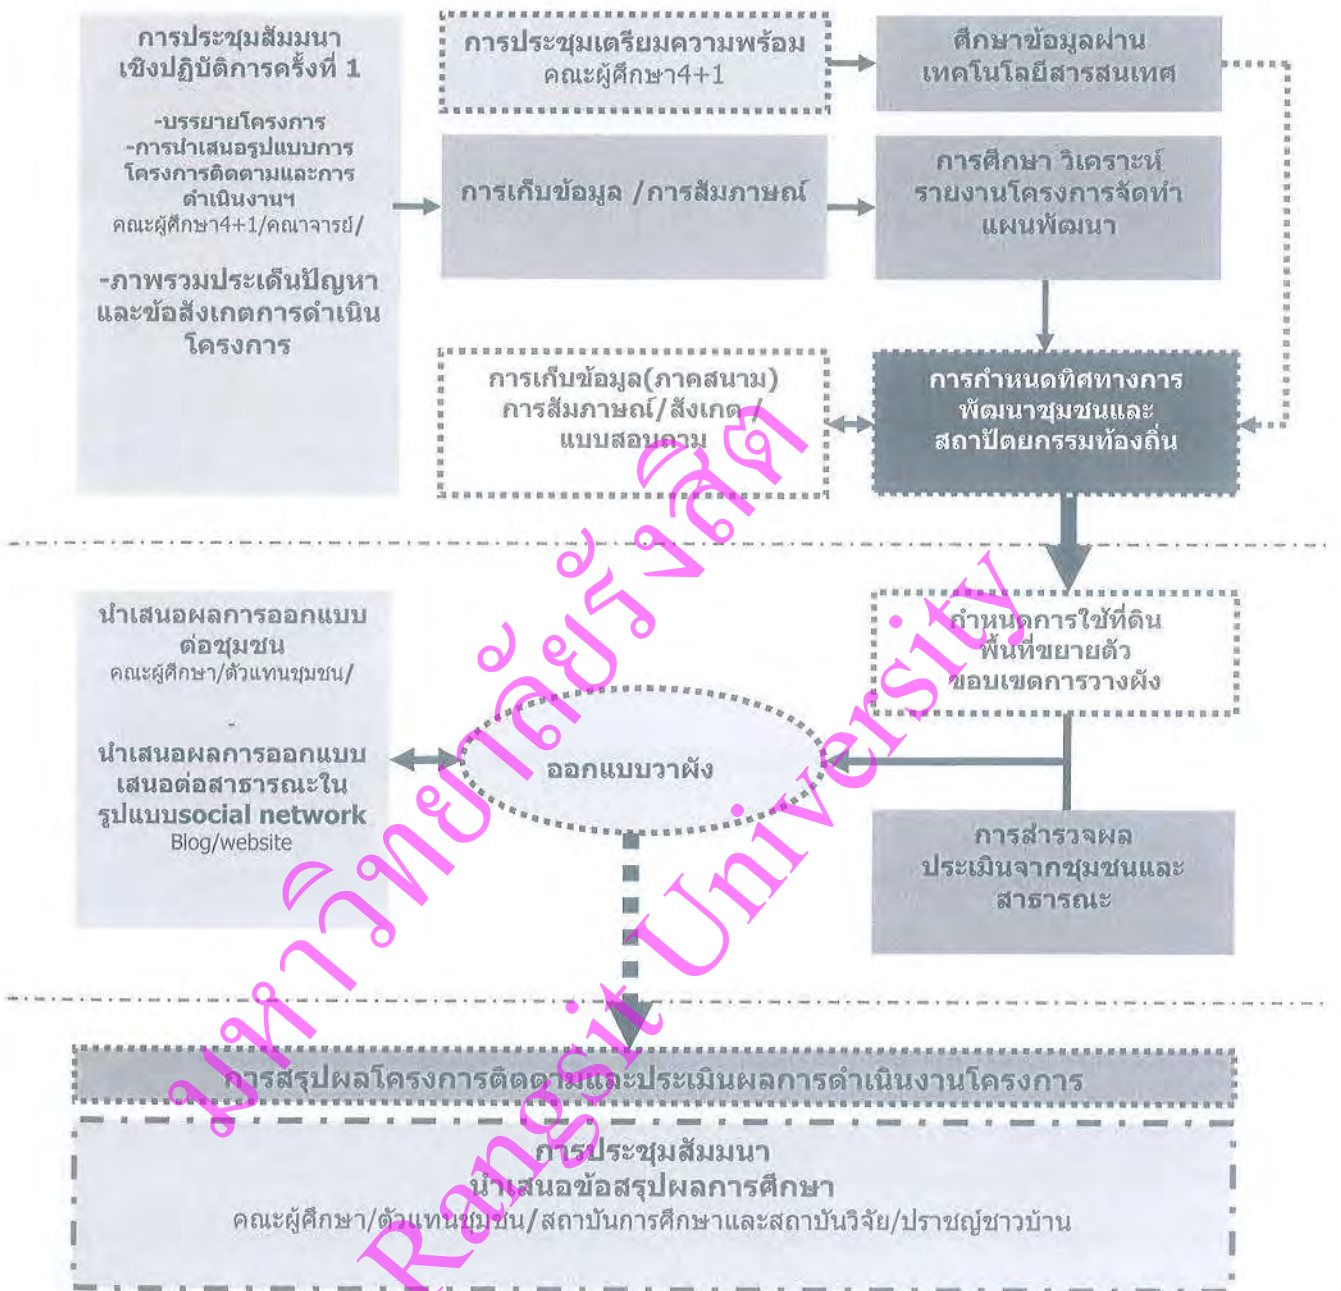 การประชุมสัมมนา
เชิงปฏิบัติการครั้งที่ 1
-บรรยายโครงการ
-การนำเสนอรูปแบบการ
โครงการติดตามและการ
ดำเนินงานฯ
คณะผู้ศึกษา4+1/คณาจารย์/
-ภาพรวมประเด็นปัญหา
และข้อสังเกตการดำเนิน
โครงการ
การประชุมเตรียมความพร้อม
คณะผู้ศึกษา4+1
ศึกษาข้อมูลผ่าน
เทคโนโลยีสารสนเทศ
การเก็บข้อมูล /การสัมภาษณ์
การศึกษา วิเคราะห์
รายงานโครงการจัดทำ
แผนพัฒนา
การเก็บข้อมูล(ภาคสนาม)
การสัมภาษณ์/สังเกต /
แบบสอบถาม
การกำหนดทิศทางการ
พัฒนาชุมชนและ
สถาปัตยกรรมท้องถิ่น
นำเสนอผลการออกแบบ
ต่อชุมชน
คณะผู้ศึกษา/ตัวแทนชุมชน/
-
นำเสนอผลการออกแบบ
เสนอต่อสาธารณะใน
รูปแบบsocial network
Blog/website
ออกแบบวาผัง
กำหนดการใช้ที่ดิน
พื้นที่ขยายตัว
ขอบเขตการวางผัง
การสำรวจผล
ประเมินจากชุมชนและ
สาธารณะ
การสรุปผลโครงการติดตามและประเมินผลการดำเนินงานโครงการ
การประชุมสัมมนา
นำเสนอข้อสรุปผลการศึกษา
คณะผู้ศึกษา/ตัวแทนชุมชน/สถาบันการศึกษาและสถาบันวิจัย/ปราชญ์ชาวบ้าน
มหาวิทยาลัยรังสิต
Rangsit University